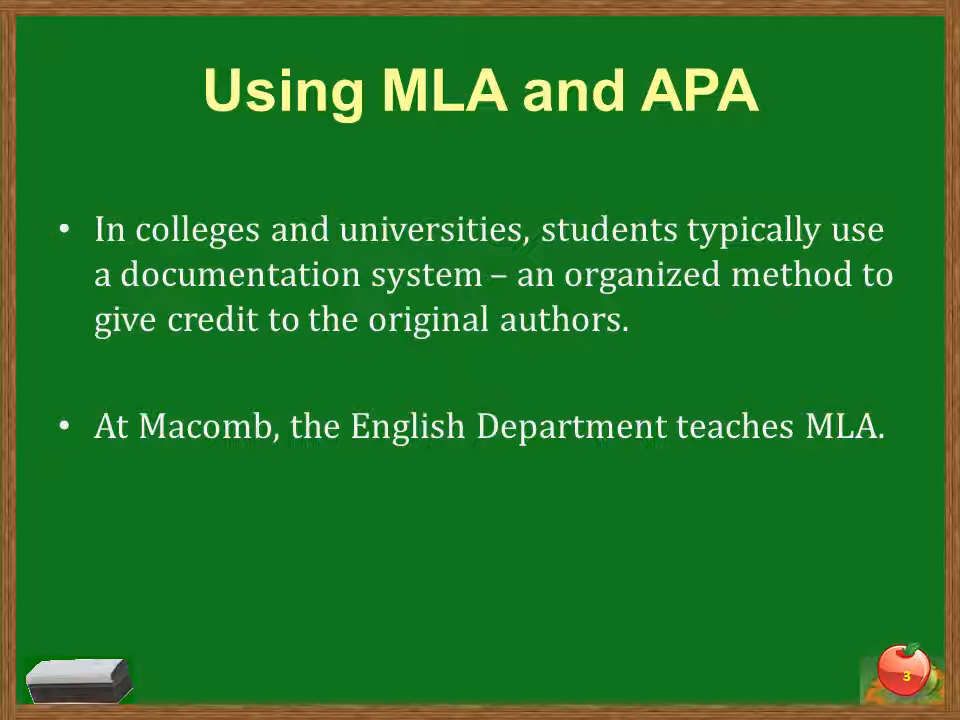 Using MLA and APA
• In colleges and universities, students typically use
a documentation system – an organized method to
give credit to the original authors.
• At Macomb, the English Department teaches MLA.
3